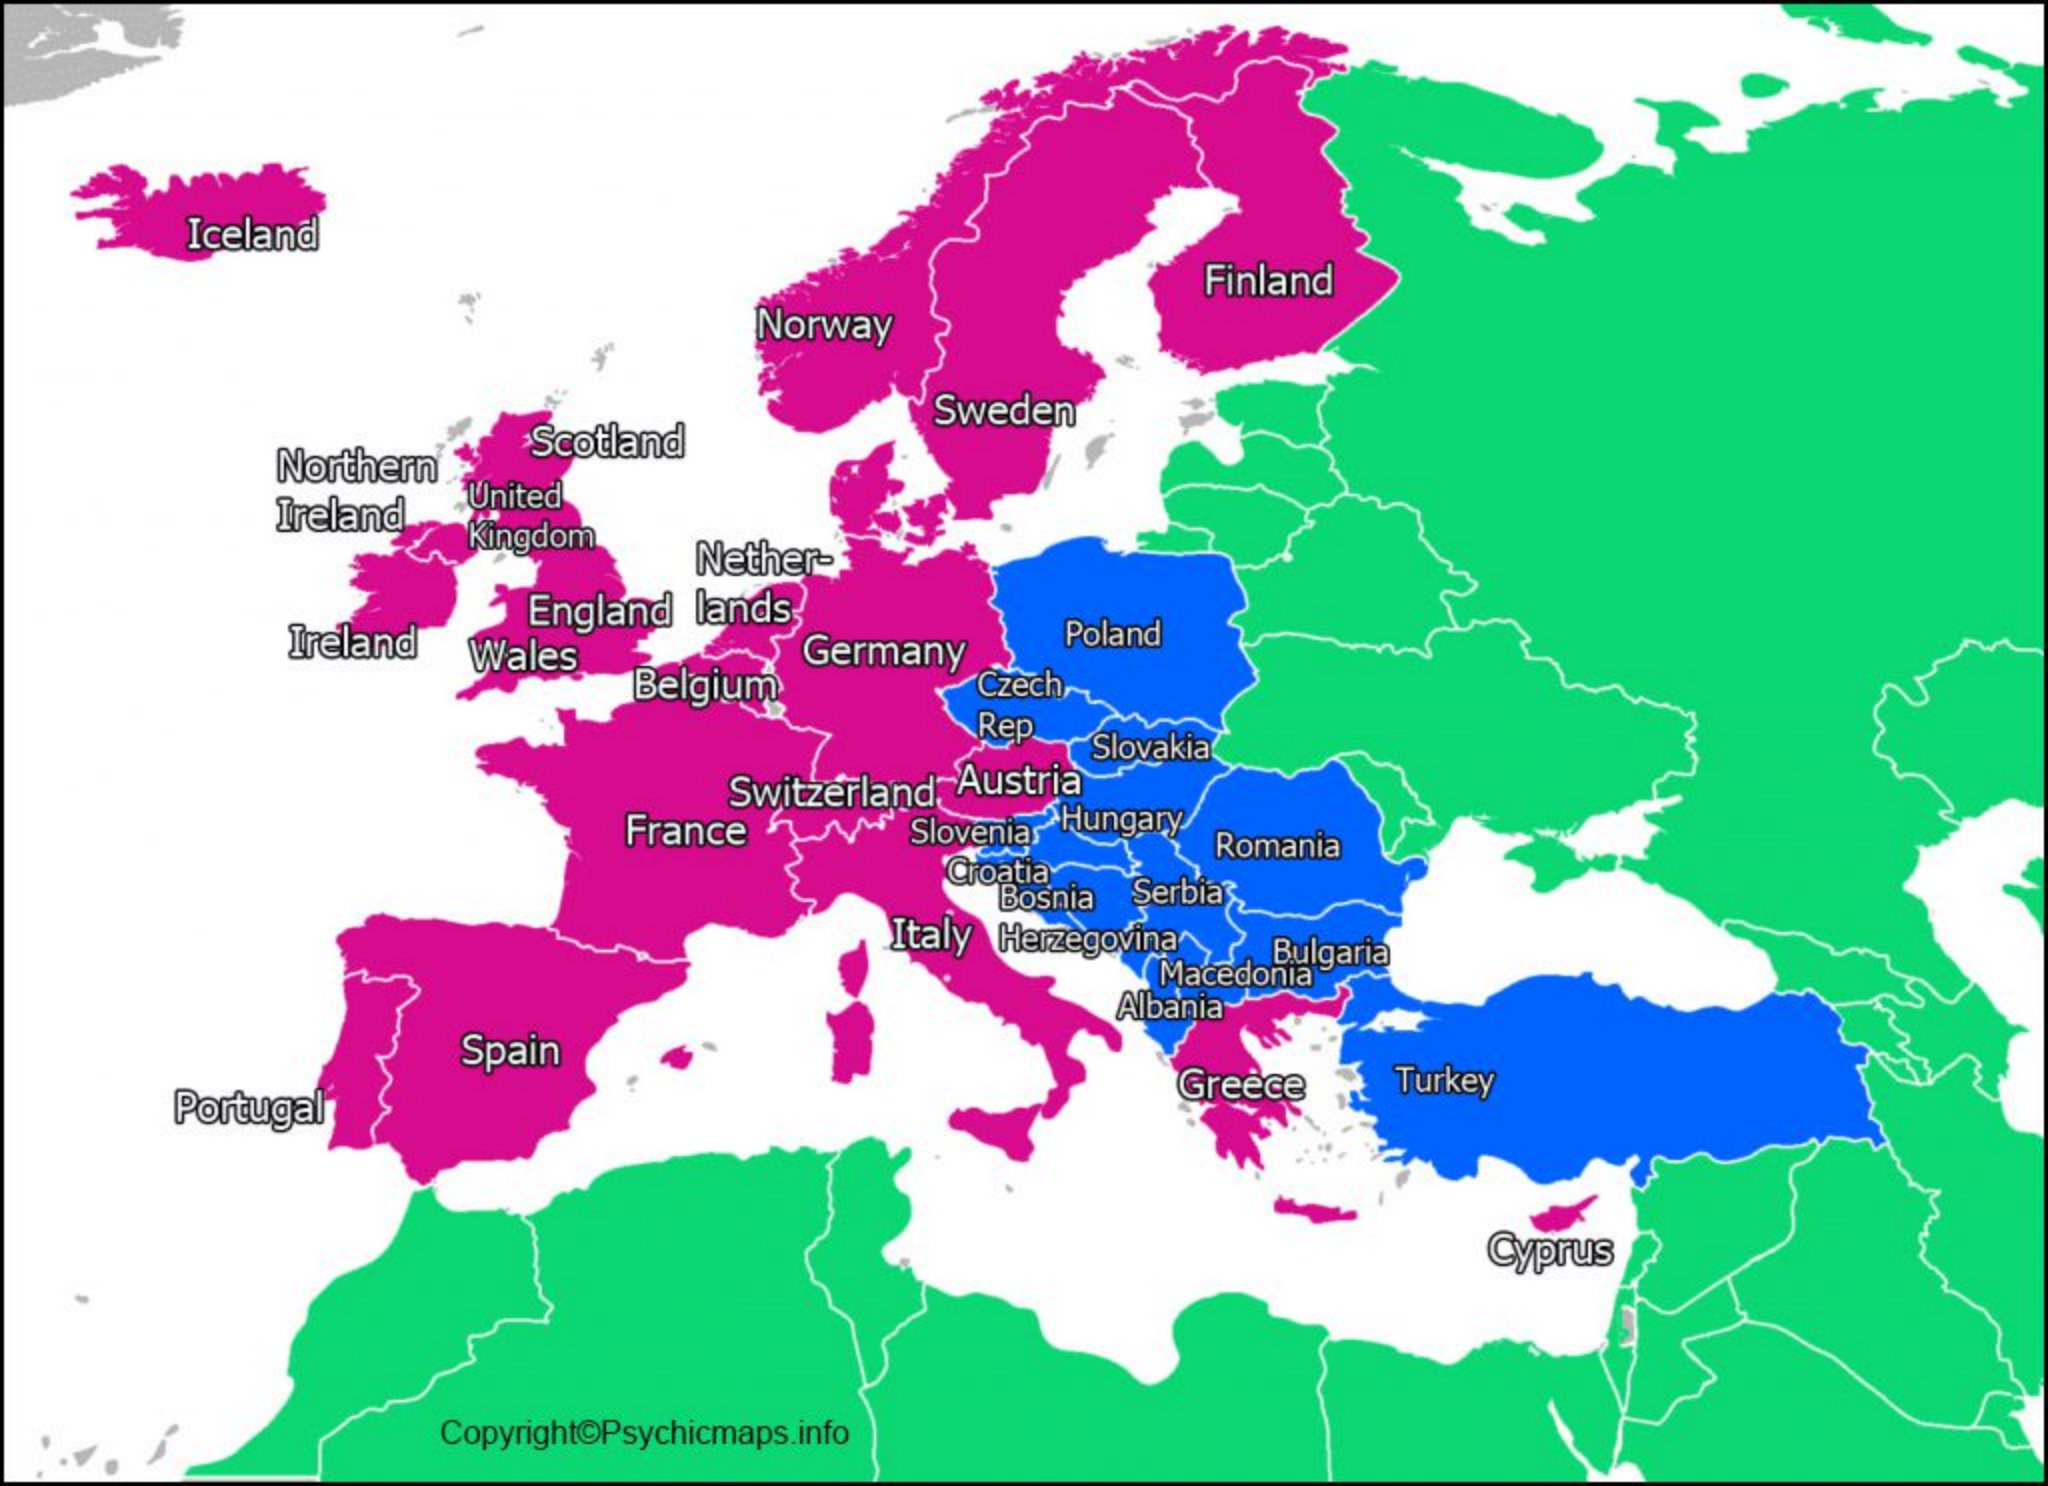 Iceland
Finland
Norway
Sweden
Scotland
Northern
Ireland
United
Kingdom
Nether-
lands
England
Ireland
Wales
Germany
Belgium
Poland
Czech
Rep
Slovakia
Switzerland
Austria
France
Slovenia
Hungary
Romania
Croatia
Bosnia
Serbia
Italy
Herzegovina
Bulgaria
Macedonia
Albania
Spain
Portugal
Greece
Turkey
Cyprus
Copyright©Psychicmaps.info